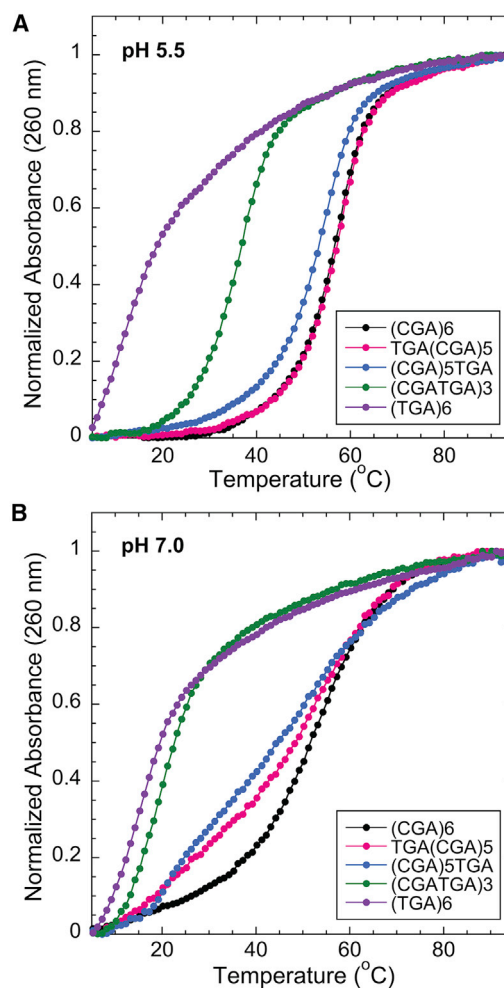 A
pH 5.5
Normalized Absorbance (260 nm)
1
0.8
0.6
0.4
0.2
0
(CGA)6
TGA(CGA)5
(CGA)5TGA
(CGATGA)3
(TGA)6
20 40 60 80
Temperature (°C)
B
pH 7.0
Normalized Absorbance (260 nm)
1
0.8
0.6
0.4
0.2
0
(CGA)6
TGA(CGA)5
(CGA)5TGA
(CGATGA)3
(TGA)6
20 40 60 80
Temperature (°C)